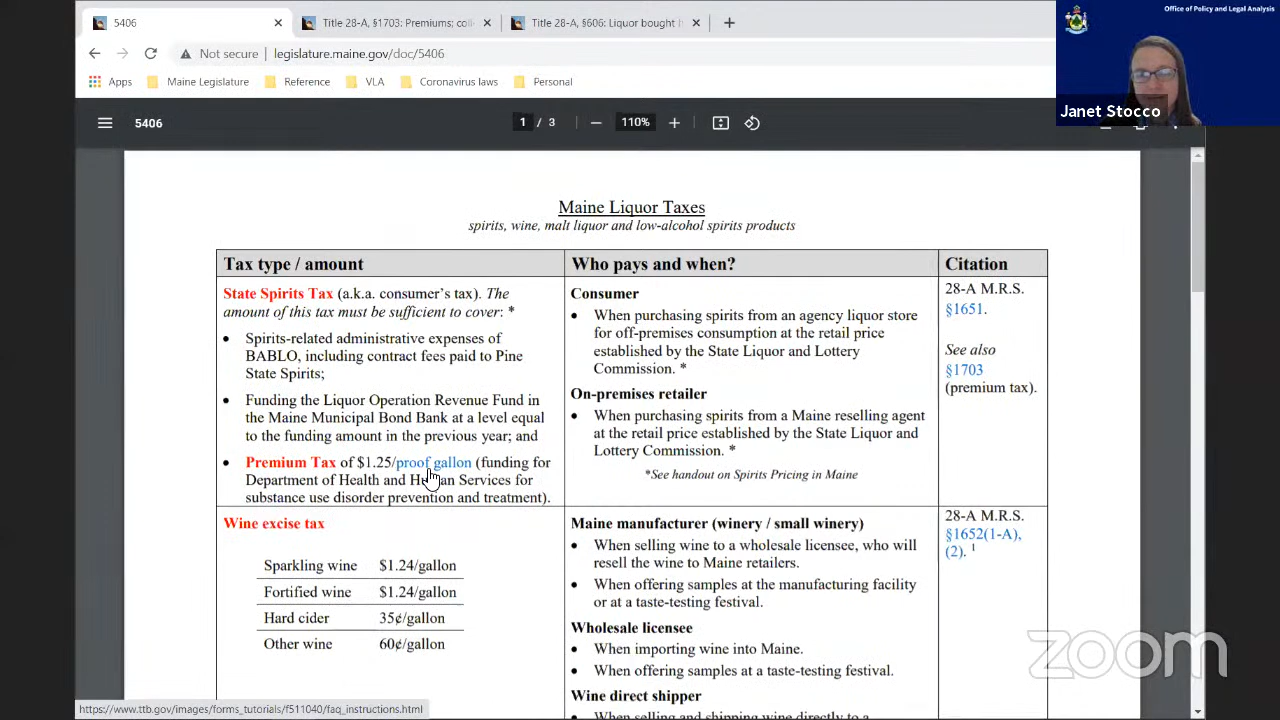 5406
Title 28-A, §1703: Premiums; coll
Title 28-A, §606: Liquor bought
Office of Policy and Legal Analysis
Not secure
legislature.maine.gov/doc/5406
Apps
Maine Legislature
Reference
VLA
Coronavirus laws
Personal
Janet Stocco
5406
1 / 3
110%
Maine Liquor Taxes
spirits, wine, malt liquor and low-alcohol spirits products
Tax type / amount
Who pays and when?
Citation
State Spirits Tax (a.k.a. consumer's tax). The
amount of this tax must be sufficient to cover: *
• Spirits-related administrative expenses of
BABLO, including contract fees paid to Pine
State Spirits;
• Funding the Liquor Operation Revenue Fund in
the Maine Municipal Bond Bank at a level equal
to the funding amount in the previous year; and
• Premium Tax of $1.25/proof gallon (funding for
Department of Health and Human Services for
substance use disorder prevention and treatment).
Consumer
• When purchasing spirits from an agency liquor store
for off-premises consumption at the retail price
established by the State Liquor and Lottery
Commission. *
On-premises retailer
• When purchasing spirits from a Maine reselling agent
at the retail price established by the State Liquor and
Lottery Commission. *
*See handout on Spirits Pricing in Maine
28-A M.R.S.
§1651.
See also
§1703
(premium tax).
Wine excise tax
Sparkling wine $1.24/gallon
Fortified wine $1.24/gallon
Hard cider 35¢/gallon
Other wine 60¢/gallon
Maine manufacturer (winery / small winery)
• When selling wine to a wholesale licensee, who will
resell the wine to Maine retailers.
• When offering samples at the manufacturing facility
or at a taste-testing festival.
Wholesale licensee
• When importing wine into Maine.
• When offering samples at a taste-testing festival.
Wine direct shipper
• When selling and shipping wine directly to a
28-A M.R.S.
§1652(1-A),
(2). 1
zoom
https://www.ttb.gov/images/forms_tutorials/f511040/faq_instructions.html